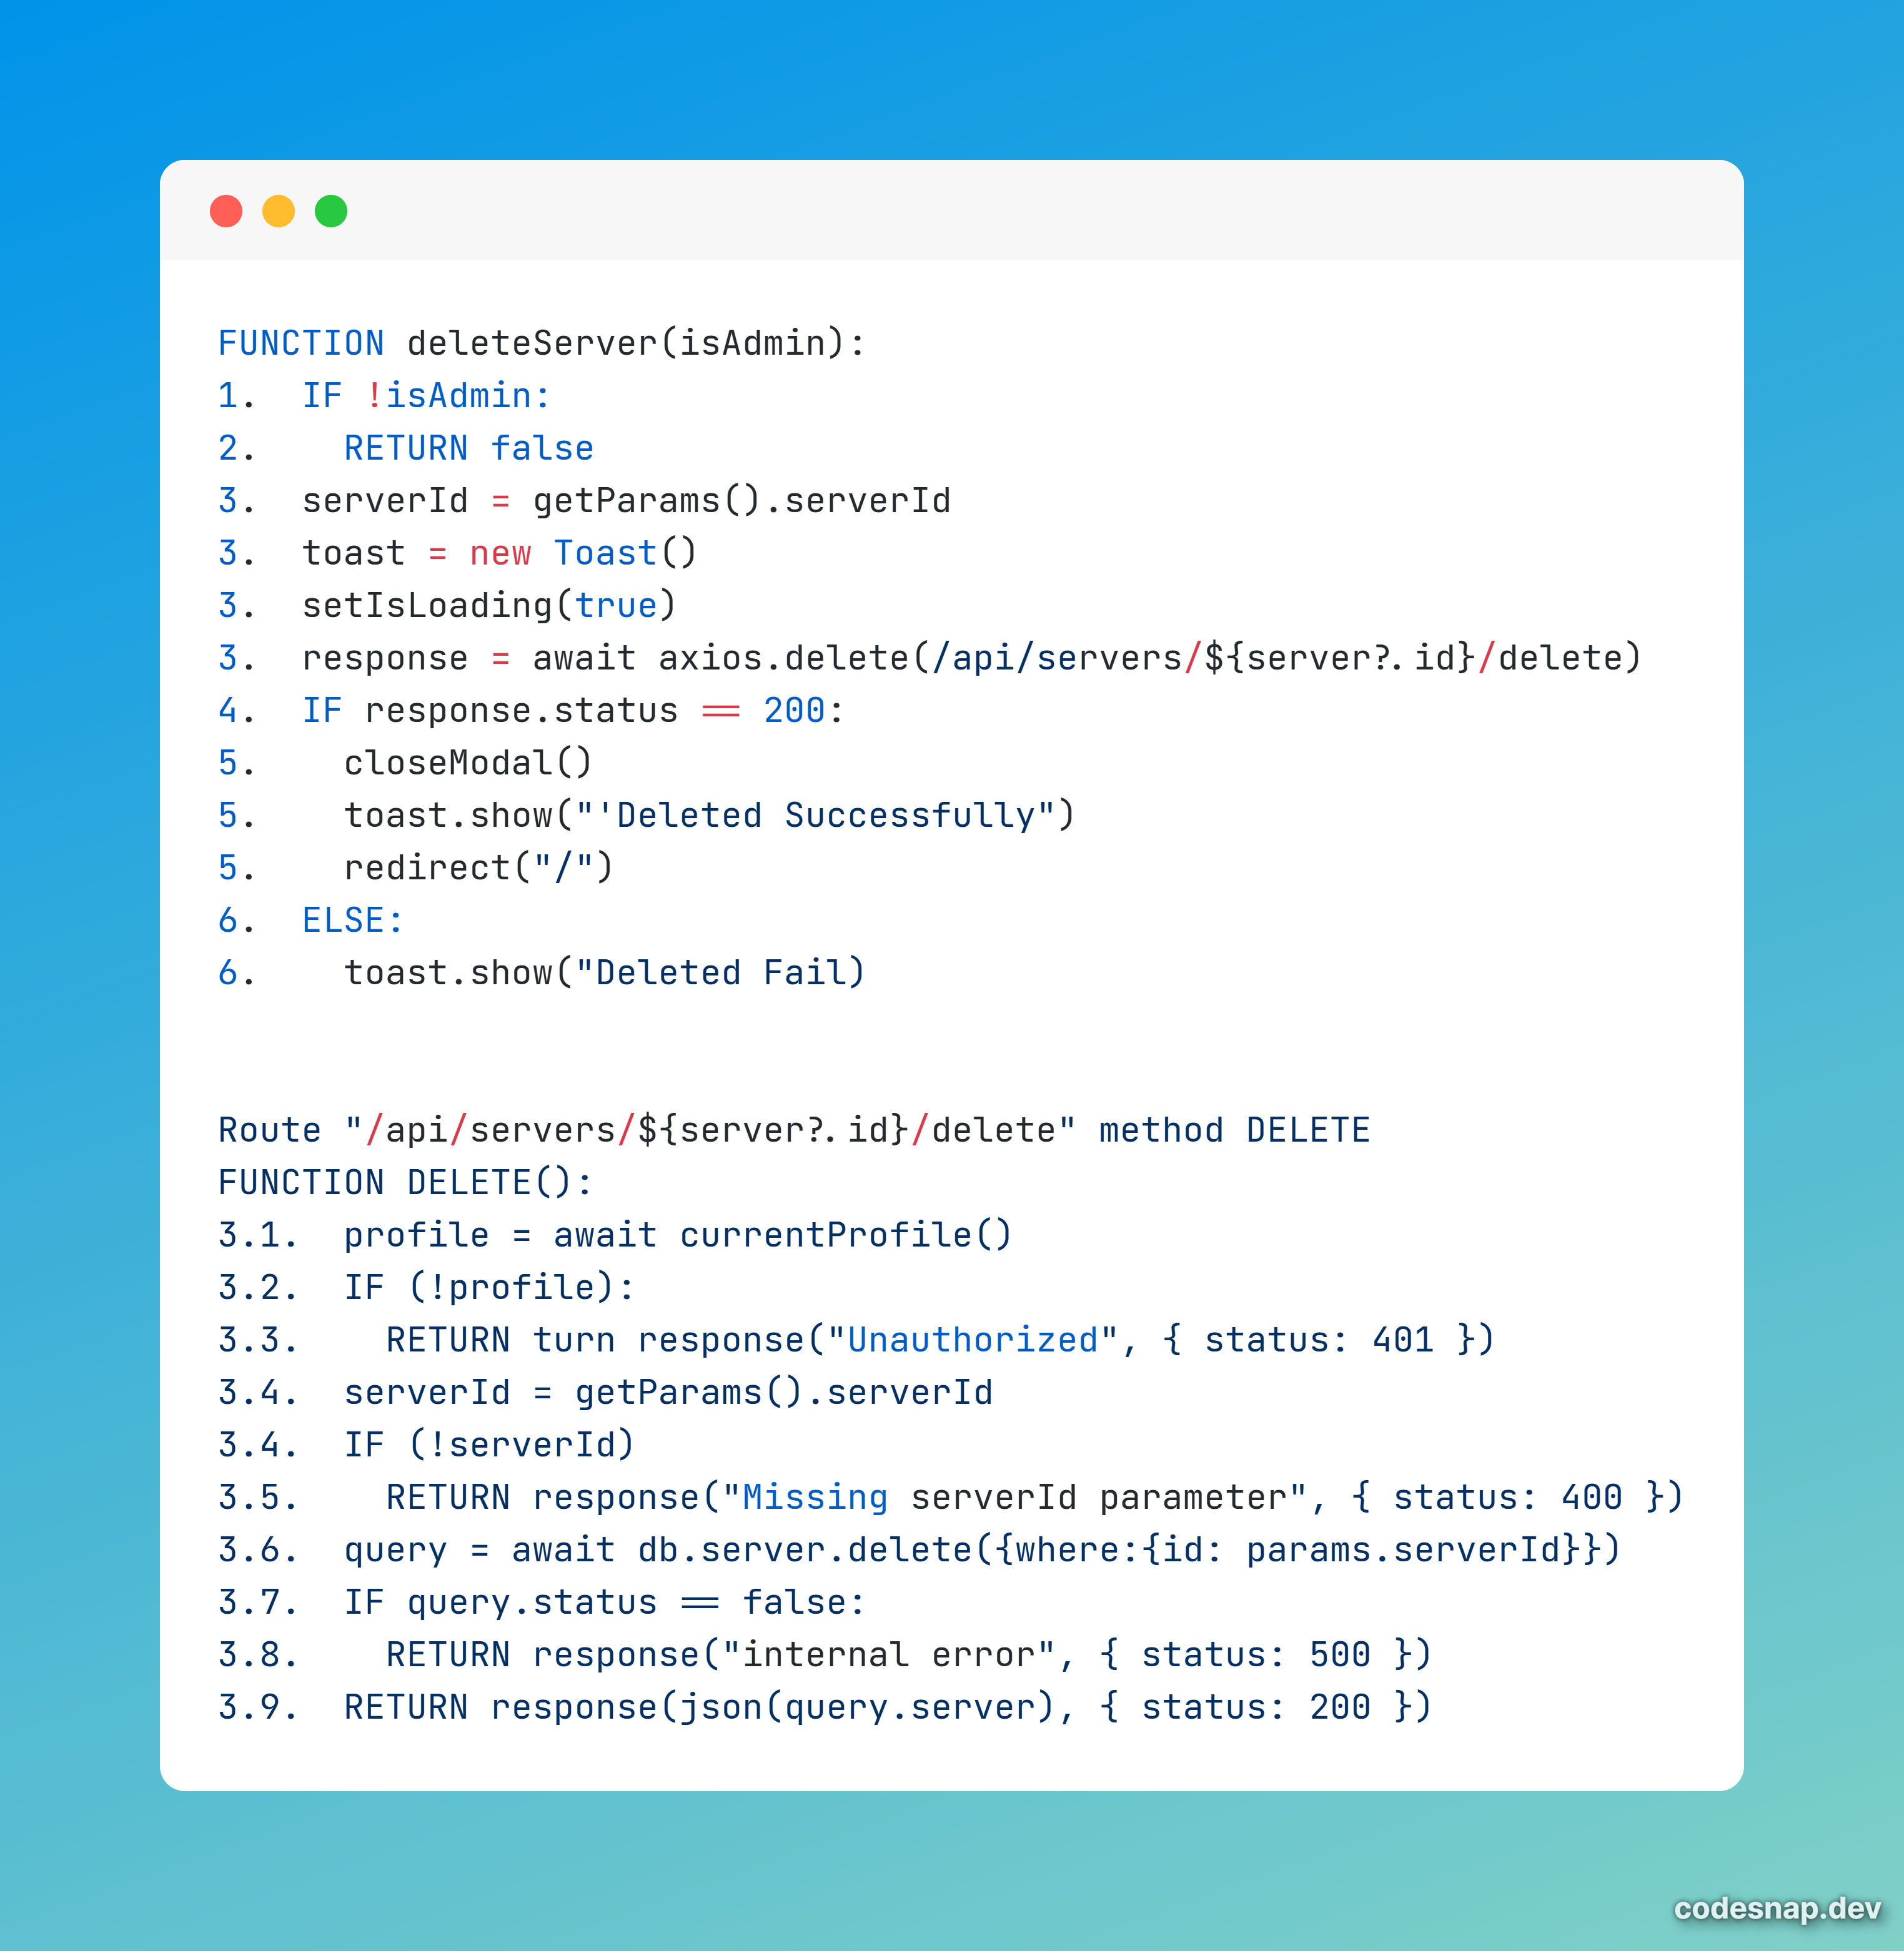 FUNCTION deleteServer(isAdmin):
1.  IF !isAdmin:
2.    RETURN false
3.  serverId = getParams().serverId
3.  toast = new Toast()
3.  setIsLoading(true)
3.  response = await axios.delete(/api/servers/${server?.id}/delete)
4.  IF response.status == 200:
5.    closeModal()
5.    toast.show("'Deleted Successfully")
5.    redirect("/")
6.  ELSE:
6.    toast.show("Deleted Fail)
Route "/api/servers/${server?.id}/delete" method DELETE
FUNCTION DELETE():
3.1.  profile = await currentProfile()
3.2.  IF (!profile):
3.3.    RETURN turn response("Unauthorized", { status: 401 })
3.4.  serverId = getParams().serverId
3.4.  IF (!serverId)
3.5.    RETURN response("Missing serverId parameter", { status: 400 })
3.6.  query = await db.server.delete({where:{id: params.serverId}})
3.7.  IF query.status == false:
3.8.    RETURN response("internal error", { status: 500 })
3.9.  RETURN response(json(query.server), { status: 200 })
codesnap.dev